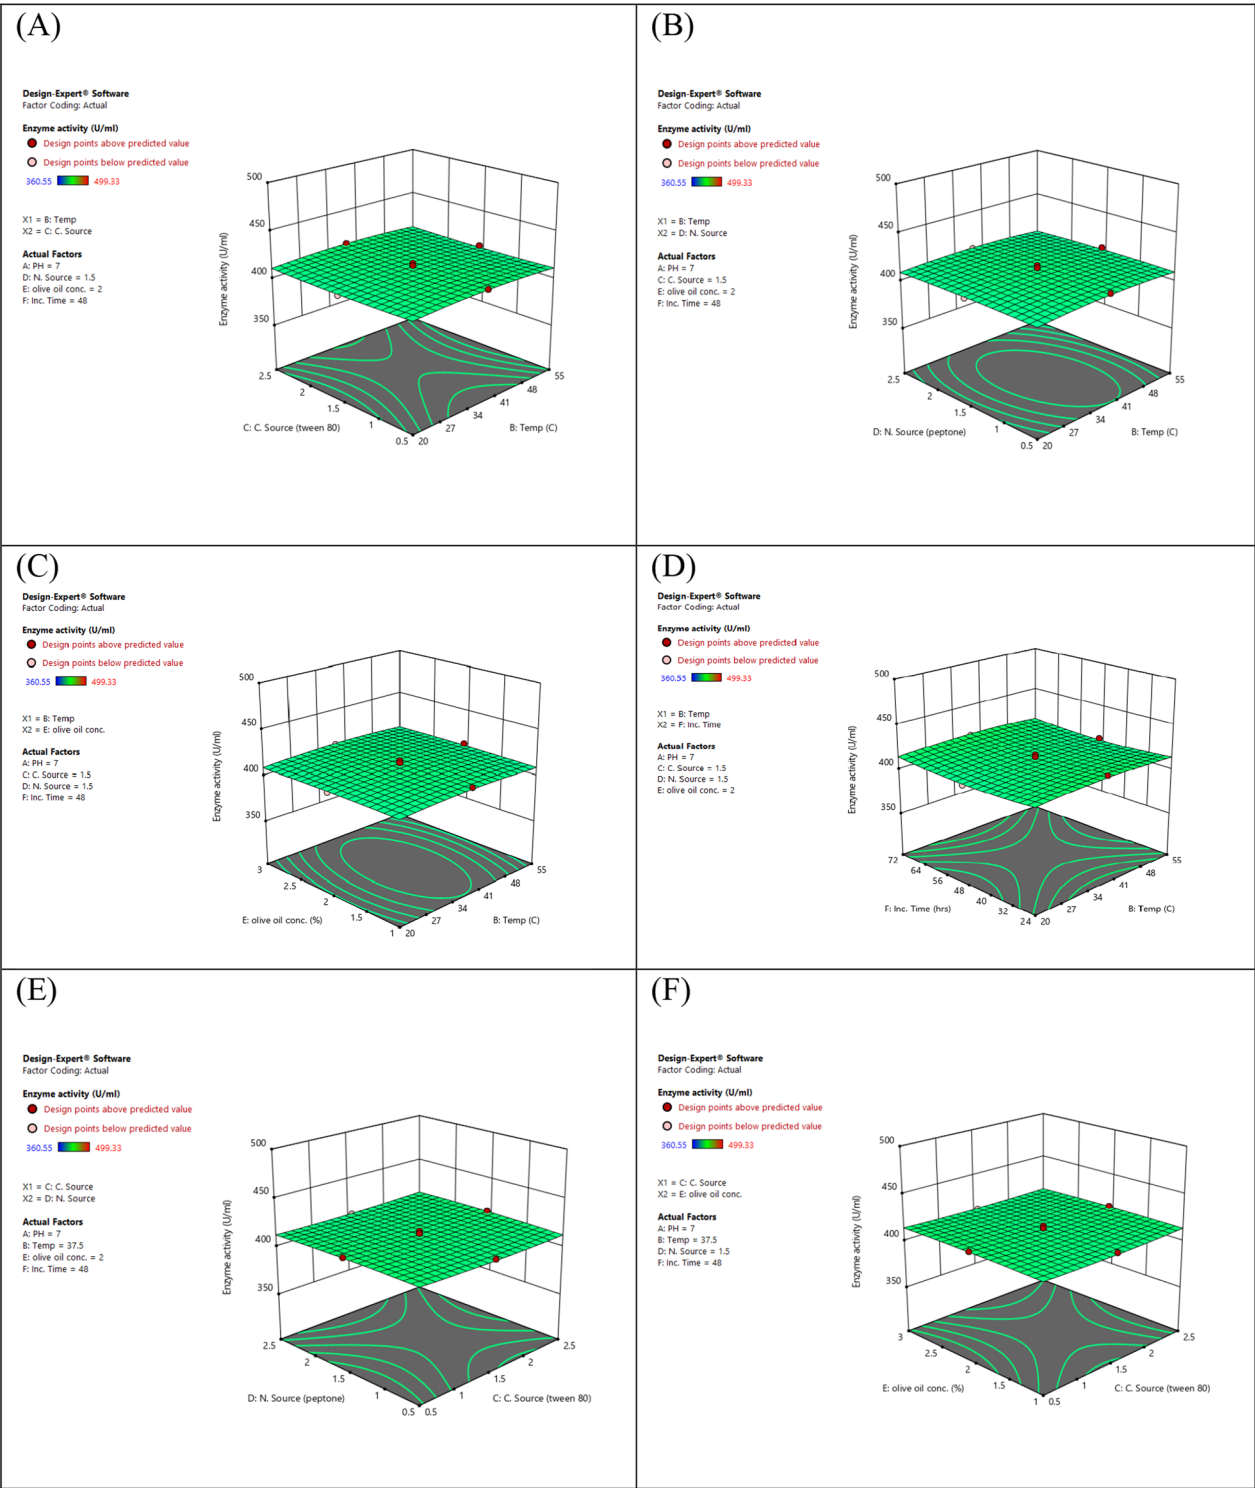 (A)
Design-Expert® Software
Factor Coding: Actual
Enzyme activity (U/ml)
Design points above predicted value
Design points below predicted value
360.55 499.33
X1 = B: Temp
X2 = C: C. Source
Actual Factors
A: PH = 7
D: N. Source = 1.5
E: olive oil conc. = 2
F: Inc. Time = 48
500
450
400
350
Enzyme activity (U/ml)
2.5
2
1.5
1
0.5
C: C. Source (tween 80)
20
27
34
41
48
55
B: Temp (C)
(B)
Design-Expert® Software
Factor Coding: Actual
Enzyme activity (U/ml)
Design points above predicted value
Design points below predicted value
360.55 499.33
X1 = B: Temp
X2 = D: N. Source
Actual Factors
A: PH = 7
C: C. Source = 1.5
E: olive oil conc. = 2
F: Inc. Time = 48
500
450
400
350
Enzyme activity (U/ml)
2.5
2
1.5
1
0.5
D: N. Source (peptone)
20
27
34
41
48
55
B: Temp (C)
(C)
Design-Expert® Software
Factor Coding: Actual
Enzyme activity (U/ml)
Design points above predicted value
Design points below predicted value
360.55 499.33
X1 = B: Temp
X2 = E: olive oil conc.
Actual Factors
A: PH = 7
C: C. Source = 1.5
D: N. Source = 1.5
F: Inc. Time = 48
500
450
400
350
Enzyme activity (U/ml)
3
2.5
2
1.5
1
E: olive oil conc. (%)
20
27
34
41
48
55
B: Temp (C)
(D)
Design-Expert® Software
Factor Coding: Actual
Enzyme activity (U/ml)
Design points above predicted value
Design points below predicted value
360.55 499.33
X1 = B: Temp
X2 = F: Inc. Time
Actual Factors
A: PH = 7
C: C. Source = 1.5
D: N. Source = 1.5
E: olive oil conc. = 2
500
450
400
350
Enzyme activity (U/ml)
72
64
56
48
40
32
24
F: Inc. Time (hrs)
20
27
34
41
48
55
B: Temp (C)
(E)
Design-Expert® Software
Factor Coding: Actual
Enzyme activity (U/ml)
Design points above predicted value
Design points below predicted value
360.55 499.33
X1 = C: C. Source
X2 = D: N. Source
Actual Factors
A: PH = 7
B: Temp = 37.5
E: olive oil conc. = 2
F: Inc. Time = 48
500
450
400
350
Enzyme activity (U/ml)
2.5
2
1.5
1
0.5
D: N. Source (peptone)
0.5
1
1.5
2
2.5
C: C. Source (tween 80)
(F)
Design-Expert® Software
Factor Coding: Actual
Enzyme activity (U/ml)
Design points above predicted value
Design points below predicted value
360.55 499.33
X1 = C: C. Source
X2 = E: olive oil conc.
Actual Factors
A: PH = 7
B: Temp = 37.5
D: N. Source = 1.5
F: Inc. Time = 48
500
450
400
350
Enzyme activity (U/ml)
3
2.5
2
1.5
1
E: olive oil conc. (%)
0.5
1
1.5
2
2.5
C: C. Source (tween 80)